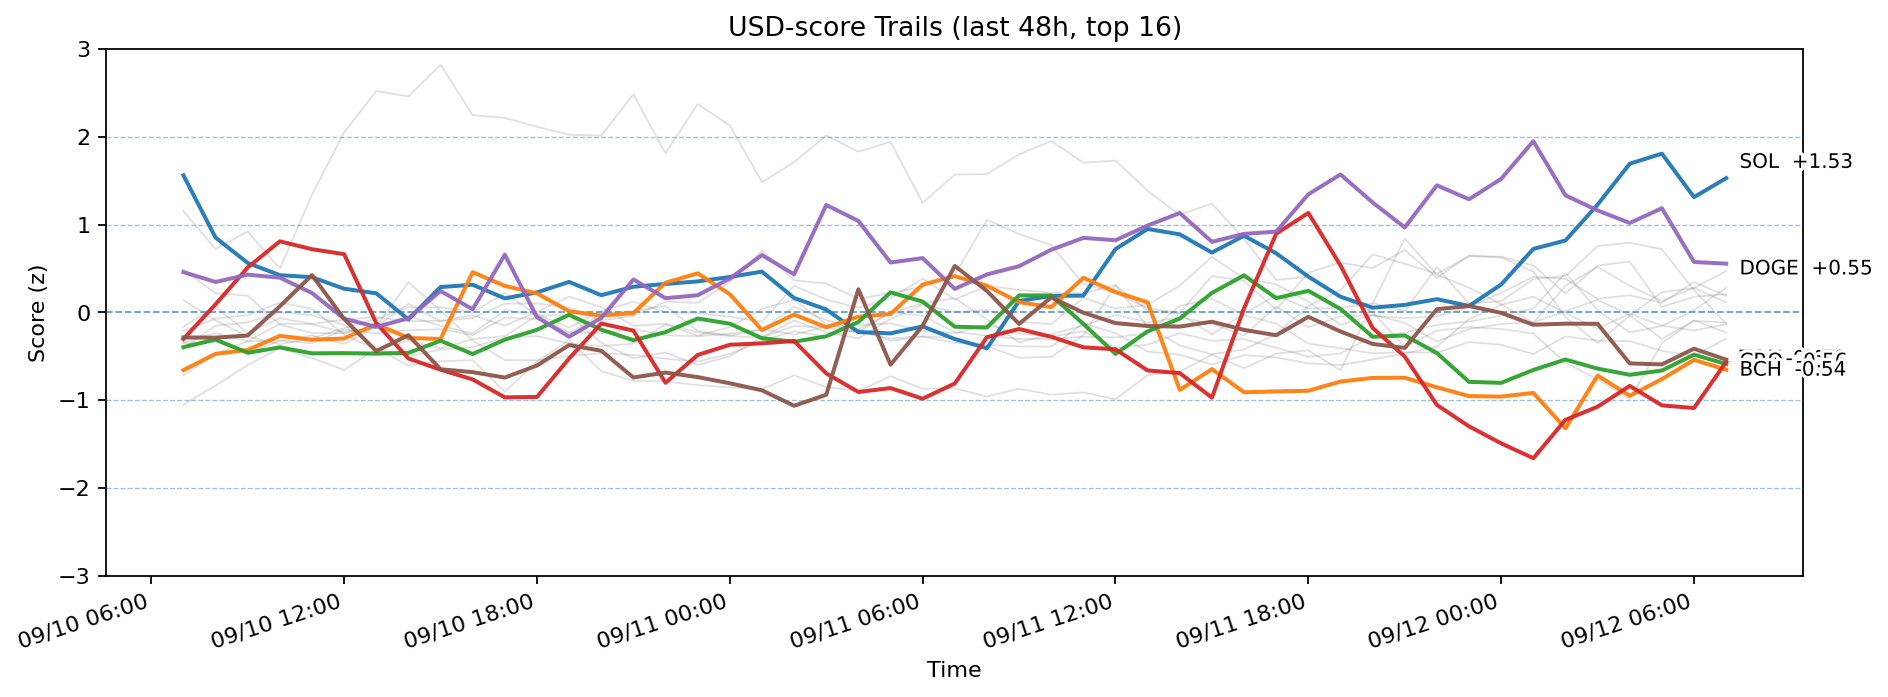 USD-score Trails (last 48h, top 16)
3
2
1
0
−1
−2
−3
Score (z)
SOL +1.53
DOGE +0.55
BCH -0.54
09/10 06:00
09/10 12:00
09/10 18:00
09/11 00:00
09/11 06:00
09/11 12:00
09/11 18:00
09/12 00:00
09/12 06:00
Time